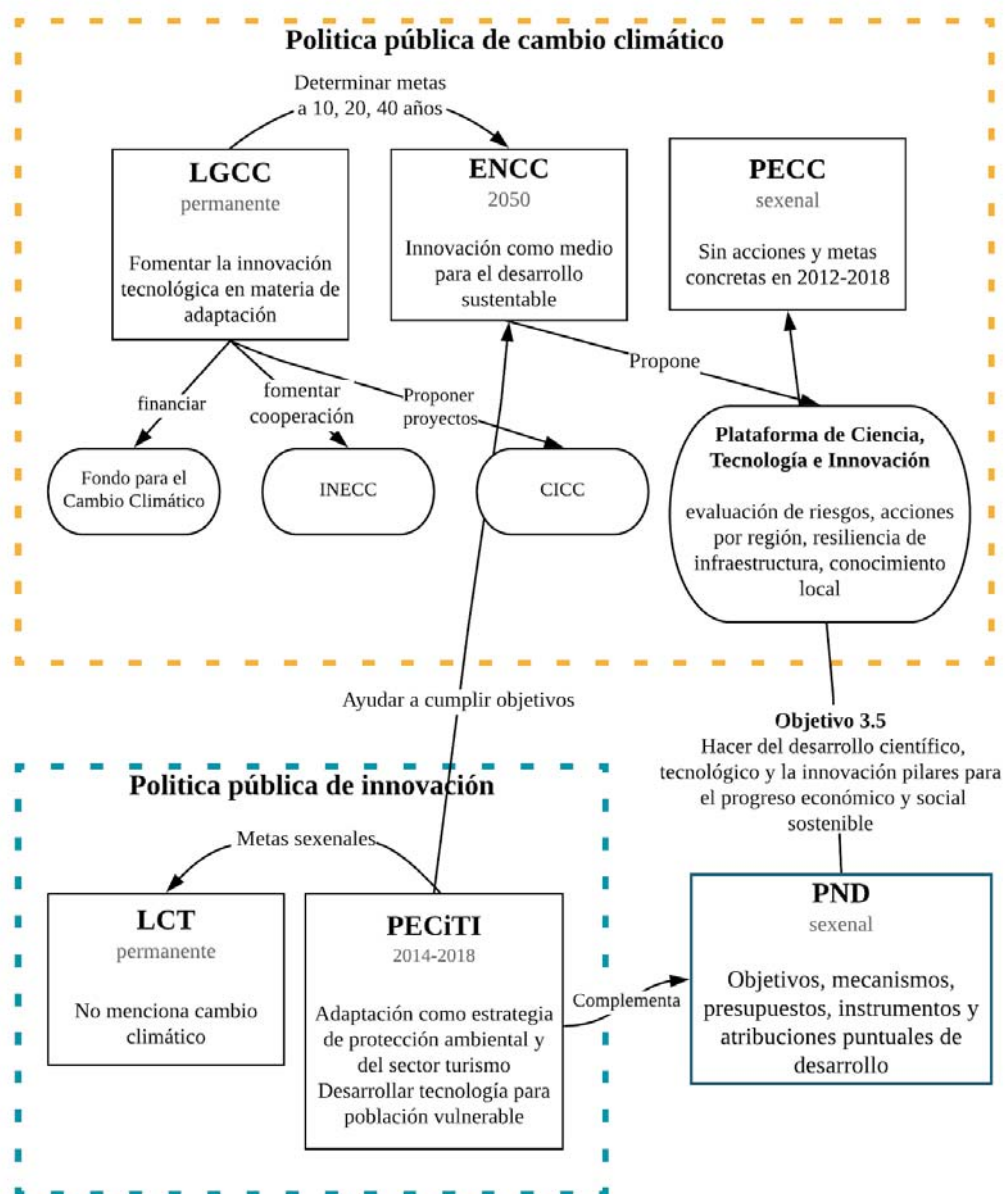 Politica pública de cambio climático
Determinar metas
a 10, 20, 40 años
LGCC
permanente
Fomentar la innovación
tecnológica en materia de
adaptación
ENCC
2050
Innovación como medio
para el desarrollo
sustentable
PECC
sexenal
Sin acciones y metas
concretas en 2012-2018
financiar
fomentar
cooperación
Proponer
proyectos
Propone
Fondo para el
Cambio Climático
INECC
CICC
Plataforma de Ciencia,
Tecnología e Innovación
evaluación de riesgos, acciones
por región, resiliencia de
infraestructura, conocimiento
local
Ayudar a cumplir objetivos
Objetivo 3.5
Hacer del desarrollo científico,
tecnológico y la innovación pilares para
el progreso económico y social
sostenible
Politica pública de innovación
Metas sexenales
LCT
permanente
No menciona cambio
climático
PECiTI
2014-2018
Adaptación como estrategia
de protección ambiental y
del sector turismo
Desarrollar tecnología para
población vulnerable
Complementa
PND
sexenal
Objetivos, mecanismos,
presupuestos, instrumentos y
atribuciones puntuales de
desarrollo